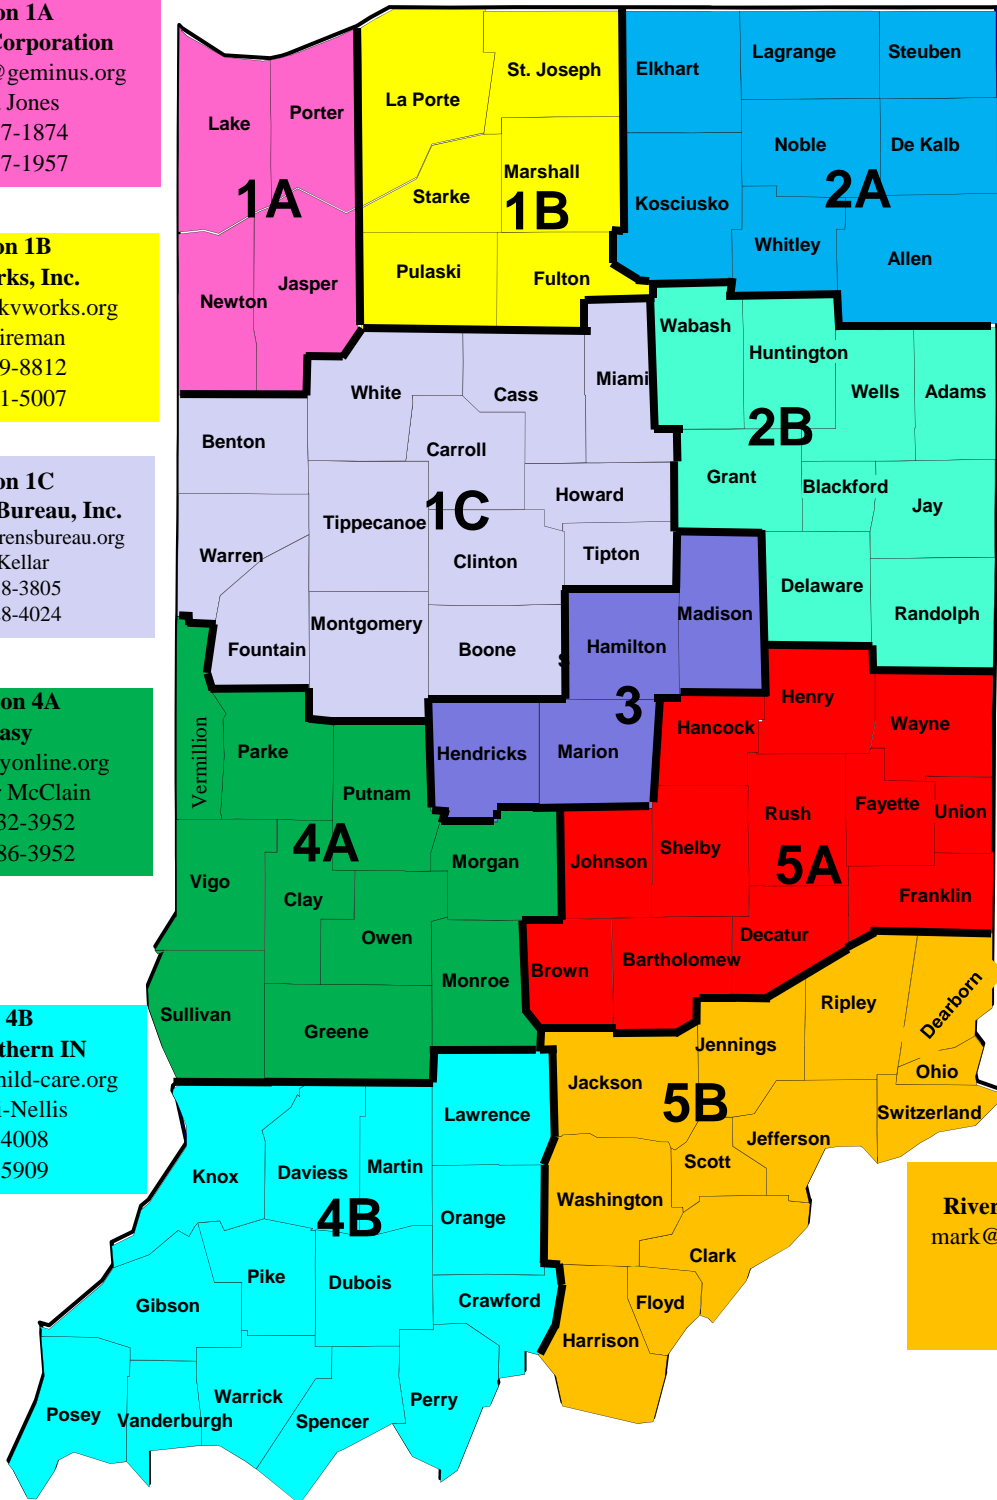 on 1A
Corporation
@geminus.org
Jones
7-1874
7-1957
on 1B
rks, Inc.
kvworks.org
ireman
9-8812
1-5007
on 1C
Bureau, Inc.
rensbureau.org
Kellar
8-3805
8-4024
on 4A
asy
yonline.org
McClain
32-3952
36-3952
4B
thern IN
hild-care.org
i-Nellis
4008
5909
River
mark@
Lake
Porter
1A
Newton
Jasper
La Porte
St. Joseph
Starke
Marshall
1B
Pulaski
Fulton
Elkhart
Lagrange
Steuben
Noble
De Kalb
2A
Kosciusko
Whitley
Allen
Wabash
Huntington
Wells
Adams
2B
Grant
Blackford
Jay
Delaware
Randolph
White
Cass
Miami
Benton
Carroll
1C
Howard
Tippecanoe
Warren
Clinton
Tipton
Montgomery
Fountain
Boone
s
Hamilton
Madison
3
Hendricks
Marion
Vermillion
Parke
Putnam
4A
Morgan
Vigo
Clay
Owen
Monroe
Sullivan
Greene
Henry
Hancock
Wayne
Rush
Fayette
Union
Johnson
Shelby
5A
Franklin
Decatur
Brown
Bartholomew
Ripley
Dearborn
Jennings
Ohio
Jackson
5B
Switzerland
Jefferson
Scott
Washington
Clark
Floyd
Harrison
Lawrence
Knox
Daviess
Martin
4B
Orange
Pike
Dubois
Gibson
Crawford
Posey
Vanderburgh
Warrick
Spencer
Perry